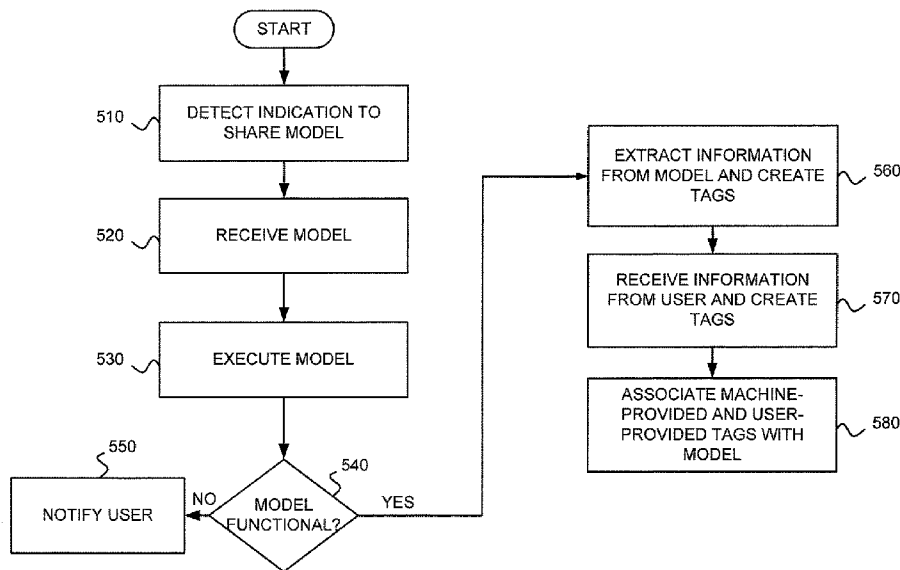 START
510
DETECT INDICATION TO
SHARE MODEL
520
RECEIVE MODEL
530
EXECUTE MODEL
540
MODEL
FUNCTIONAL?
NO
YES
550
NOTIFY USER
EXTRACT INFORMATION
FROM MODEL AND CREATE
TAGS
560
RECEIVE INFORMATION
FROM USER AND CREATE
TAGS
570
ASSOCIATE MACHINE-
PROVIDED AND USER-
PROVIDED TAGS WITH
MODEL
580